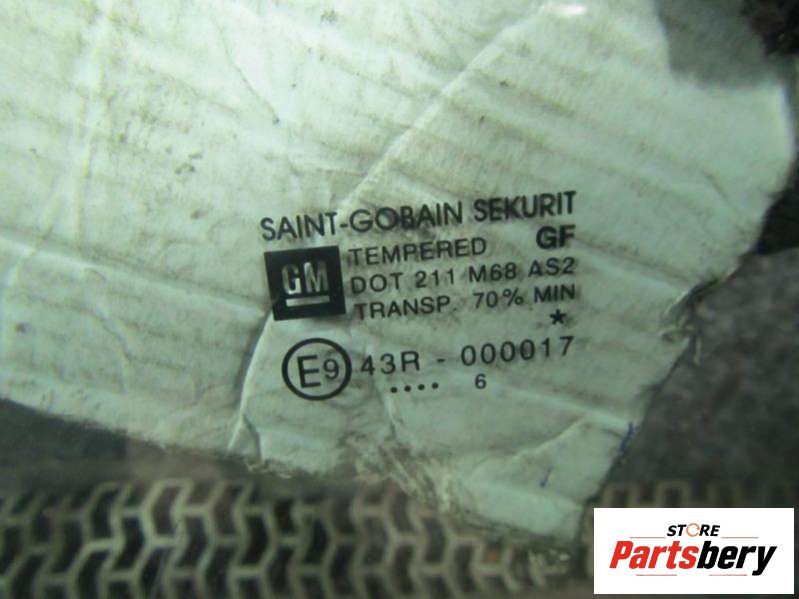 SAINT-GOBAIN SEKURIT
GM
TEMPERED GF
DOT 211 M68 AS2
TRANSP. 70% MIN
*
E9 43R - 000017
.... 6
STORE
Partsbery